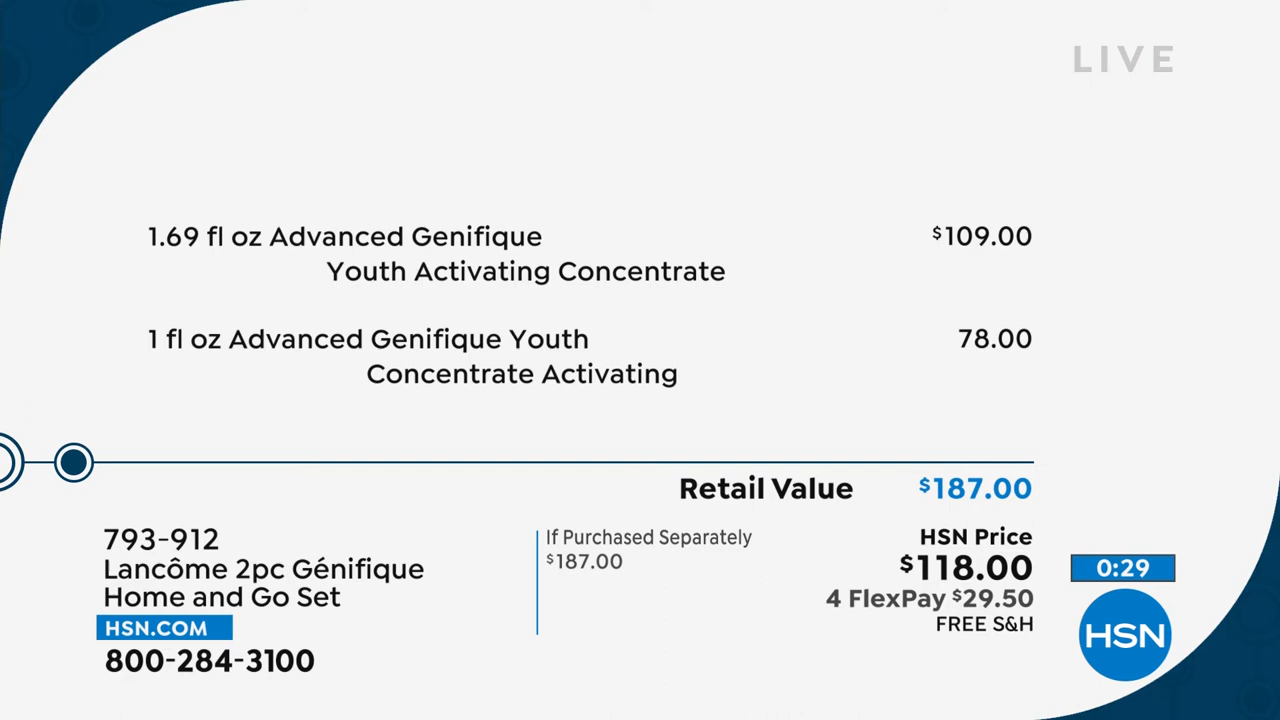 LIVE
1.69 fl oz Advanced Genifique $109.00
Youth Activating Concentrate
1 fl oz Advanced Genifique Youth 78.00
Concentrate Activating
Retail Value $187.00
793-912
Lancôme 2pc Génifique
Home and Go Set
HSN.COM
800-284-3100
If Purchased Separately
$187.00
HSN Price
$118.00
4 FlexPay $29.50
FREE S&H
0:29
HSN